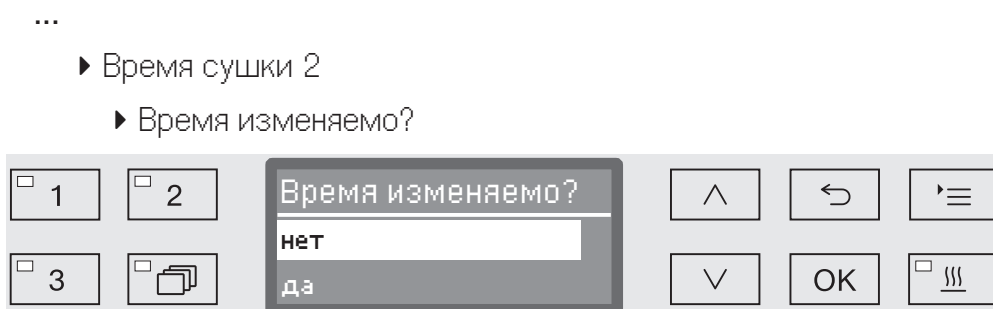 ...
Время сушки 2
Время изменяемо?
1 2 Время изменяемо?
нет
3 да OK